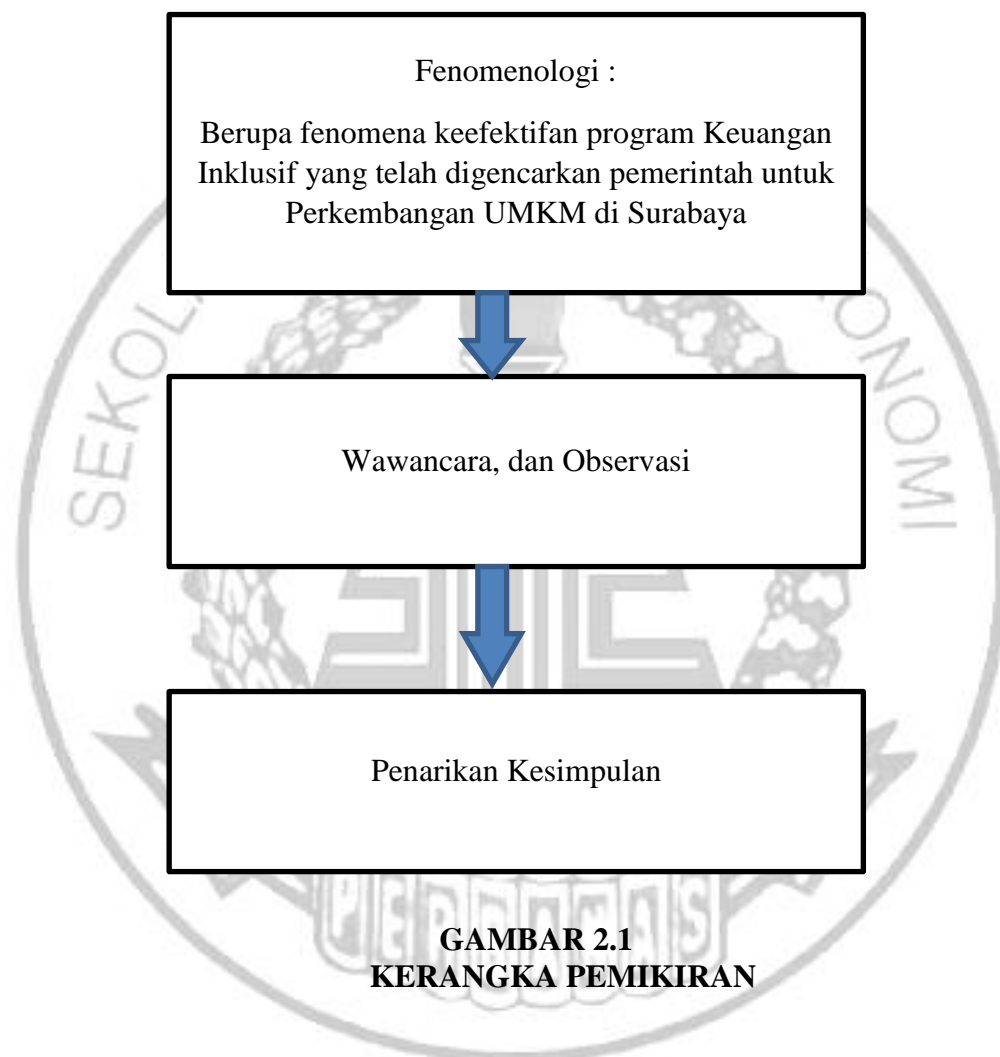 Fenomenologi :
Berupa fenomena keefektifan program Keuangan
Inklusif yang telah digencarkan pemerintah untuk
Perkembangan UMKM di Surabaya
Wawancara, dan Observasi
Penarikan Kesimpulan
GAMBAR 2.1
KERANGKA PEMIKIRAN
PERBANAS